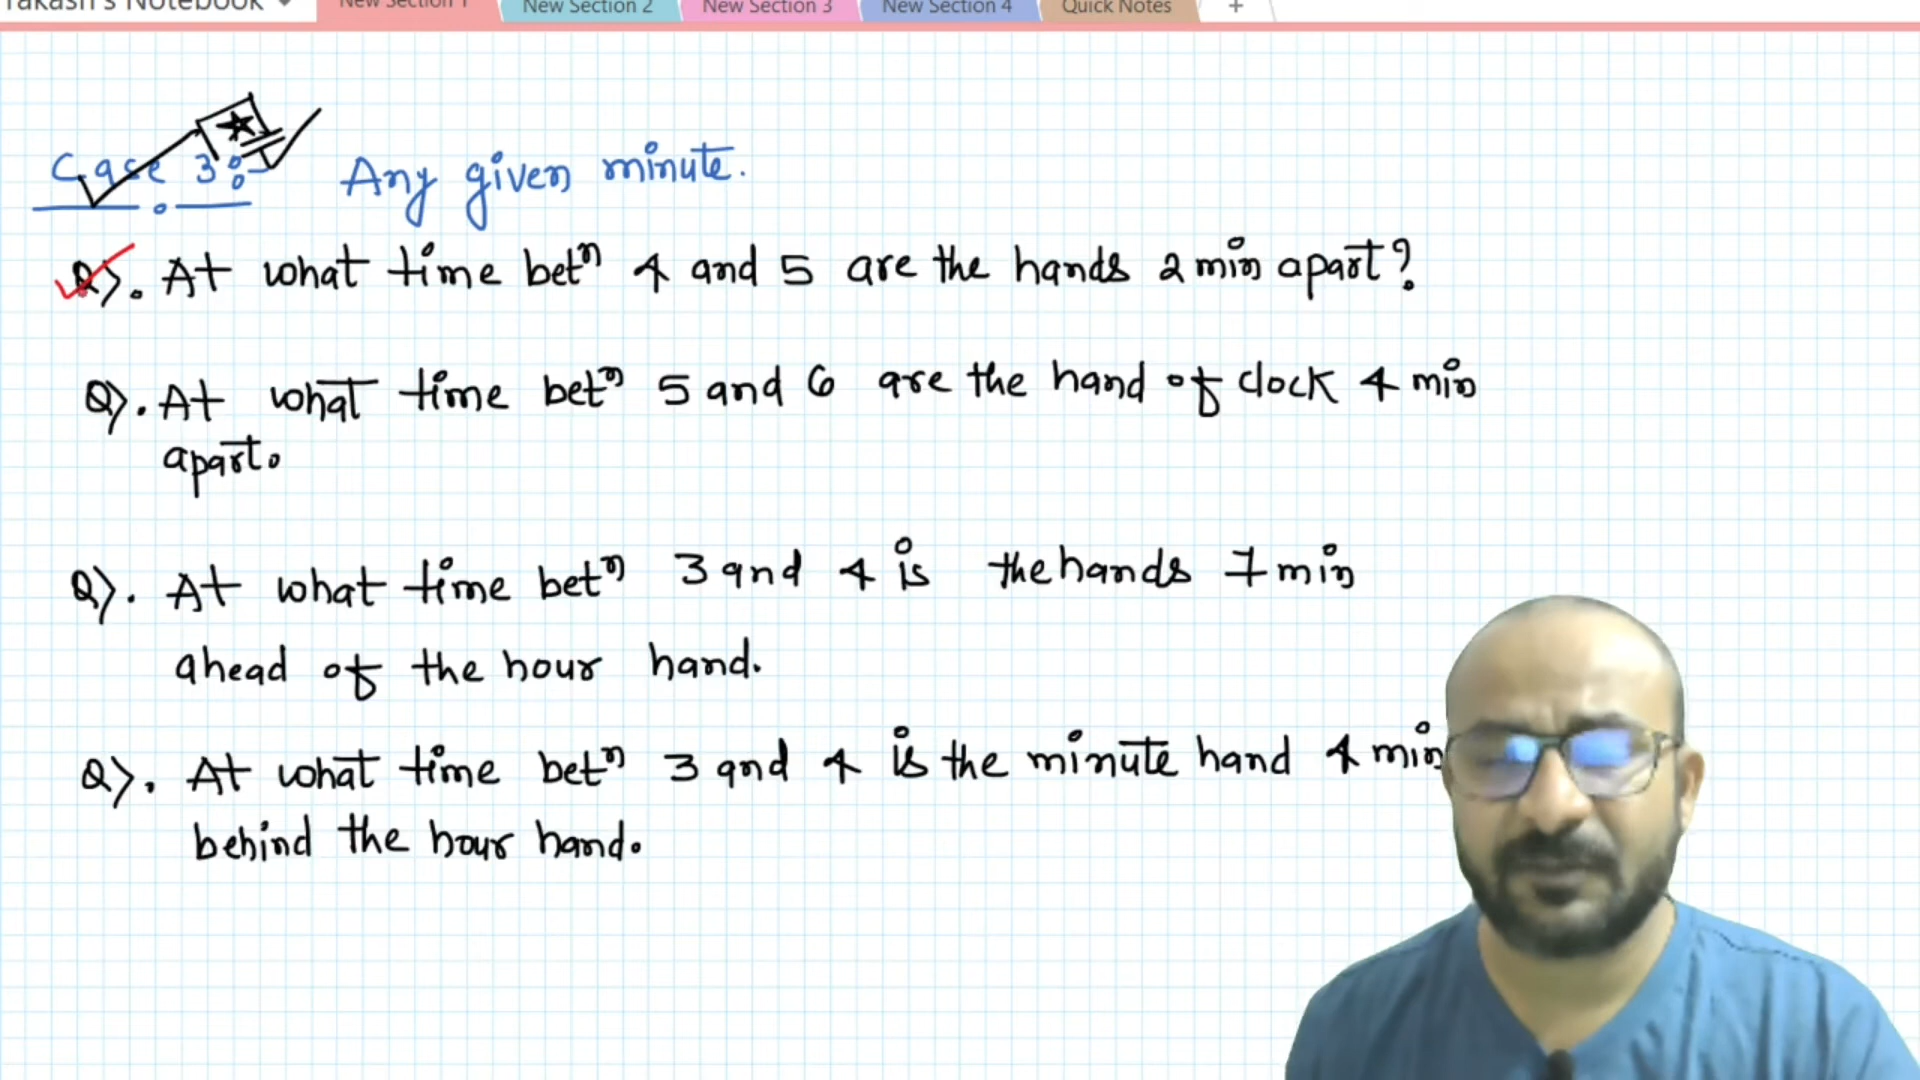 New Section 2 New Section 3 New Section 4 Quick Notes +
Case 3: Any given minute.
Q). At what time betⁿ 4 and 5 are the hands 2 min apart?
Q). At what time betⁿ 5 and 6 are the hand of clock 4 min
apart.
Q). At what time betⁿ 3 and 4 is the hands 7 min
ahead of the hour hand.
Q). At what time betⁿ 3 and 4 is the minute hand 4 min
behind the hour hand.